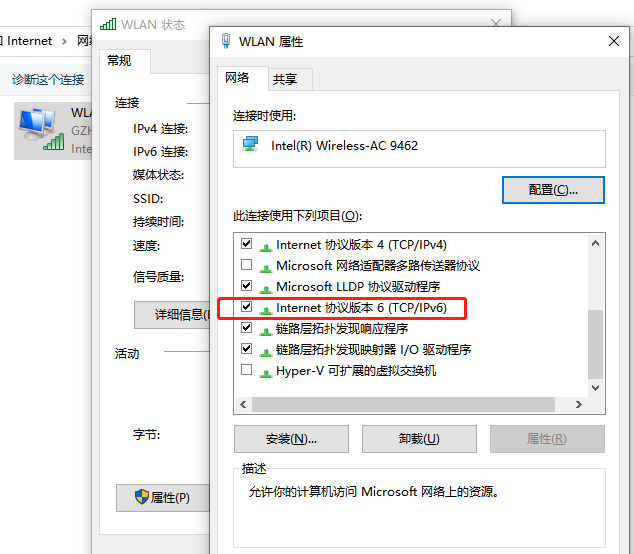 WLAN 状态
Internet
WLAN 属性
常规
网络
共享
诊断这个连接
连接
连接时使用:
Intel(R) Wireless-AC 9462
IPv4 连接:
IPv6 连接:
媒体状态:
SSID:
持续时间:
速度:
信号质量:
配置(C)...
此连接使用下列项目(O):
Internet 协议版本 4 (TCP/IPv4)
Microsoft 网络适配器多路传送器协议
Microsoft LLDP 协议驱动程序
Internet 协议版本 6 (TCP/IPv6)
链路层拓扑发现响应程序
链路层拓扑发现映射器 I/O 驱动程序
Hyper-V 可扩展的虚拟交换机
详细信息(
活动
字节:
安装(N)...
卸载(U)
属性(R)
描述
允许你的计算机访问 Microsoft 网络上的资源。
属性(P)